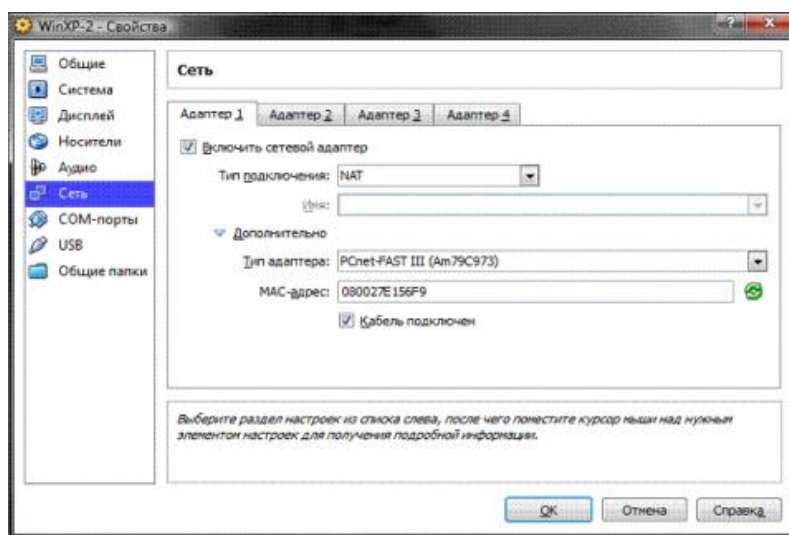 WinXP-2 - Свойства
Общие
Система
Дисплей
Носители
Аудио
Сеть
COM-порты
USB
Общие папки
Сеть
Адаптер 1 Адаптер 2 Адаптер 3 Адаптер 4
Включить сетевой адаптер
Тип подключения: NAT
Имя:
Дополнительно
Тип адаптера: PCnet-FAST III (Am79C973)
MAC-адрес: 080027E156F9
Кабель подключен
Выберите раздел настроек из списка слева, после чего поместите курсор мыши над нужным
элементом настроек для получения подробной информации.
OK Отмена Справка